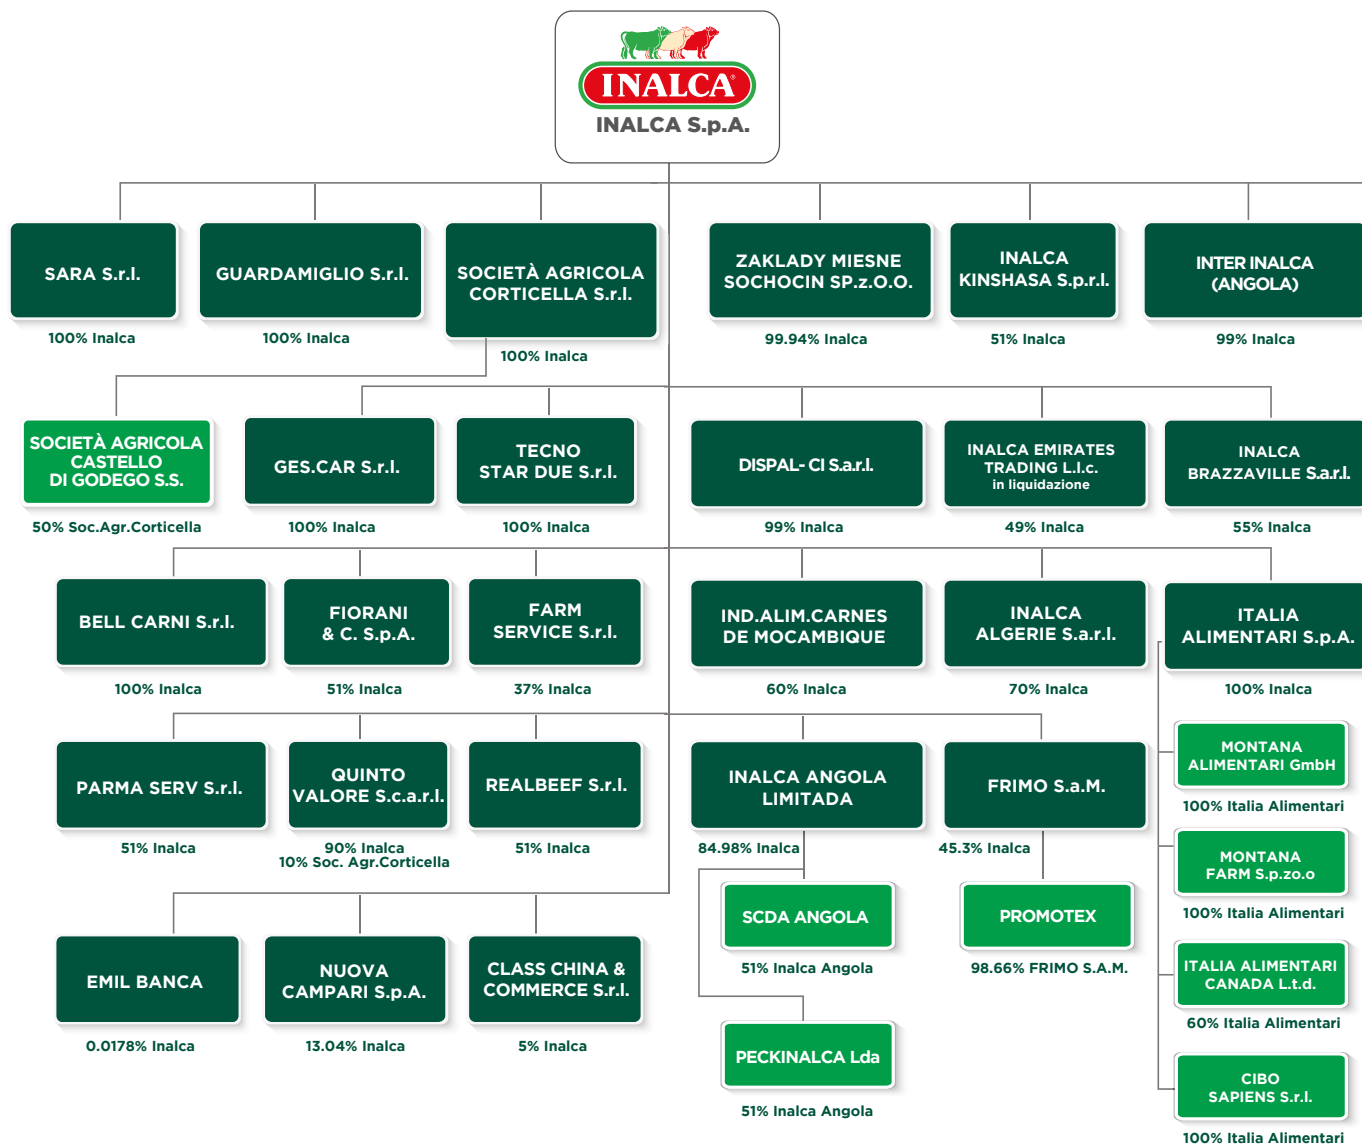 INALCA
INALCA S.p.A.
SARA S.r.l.
100% Inalca
GUARDAMIGLIO S.r.l.
100% Inalca
SOCIETÀ AGRICOLA
CORTICELLA S.r.l.
100% Inalca
ZAKLADY MIESNE
SOCHOCIN SP.z.O.O.
99.94% Inalca
INALCA
KINSHASA S.p.r.l.
51% Inalca
INTER INALCA
(ANGOLA)
99% Inalca
SOCIETÀ AGRICOLA
CASTELLO
DI GODEGO S.S.
50% Soc.Agr.Corticella
GES.CAR S.r.l.
100% Inalca
TECNO
STAR DUE S.r.l.
100% Inalca
DISPAL- CI S.a.r.l.
99% Inalca
INALCA EMIRATES
TRADING L.l.c.
in liquidazione
49% Inalca
INALCA
BRAZZAVILLE S.a.r.l.
55% Inalca
BELL CARNI S.r.l.
100% Inalca
FIORANI
& C. S.p.A.
51% Inalca
FARM
SERVICE S.r.l.
37% Inalca
IND.ALIM.CARNES
DE MOCAMBIQUE
60% Inalca
INALCA
ALGERIE S.a.r.l.
70% Inalca
ITALIA
ALIMENTARI S.p.A.
100% Inalca
PARMA SERV S.r.l.
51% Inalca
QUINTO
VALORE S.c.a.r.l.
90% Inalca
10% Soc. Agr.Corticella
REALBEEF S.r.l.
51% Inalca
INALCA ANGOLA
LIMITADA
84.98% Inalca
FRIMO S.a.M.
45.3% Inalca
MONTANA
ALIMENTARI GmbH
100% Italia Alimentari
MONTANA
FARM S.p.zo.o
100% Italia Alimentari
SCDA ANGOLA
51% Inalca Angola
PROMOTEX
98.66% FRIMO S.A.M.
ITALIA ALIMENTARI
CANADA L.t.d.
60% Italia Alimentari
EMIL BANCA
0.0178% Inalca
NUOVA
CAMPARI S.p.A.
13.04% Inalca
CLASS CHINA &
COMMERCE S.r.l.
5% Inalca
PECKINALCA Lda
51% Inalca Angola
CIBO
SAPIENS S.r.l.
100% Italia Alimentari